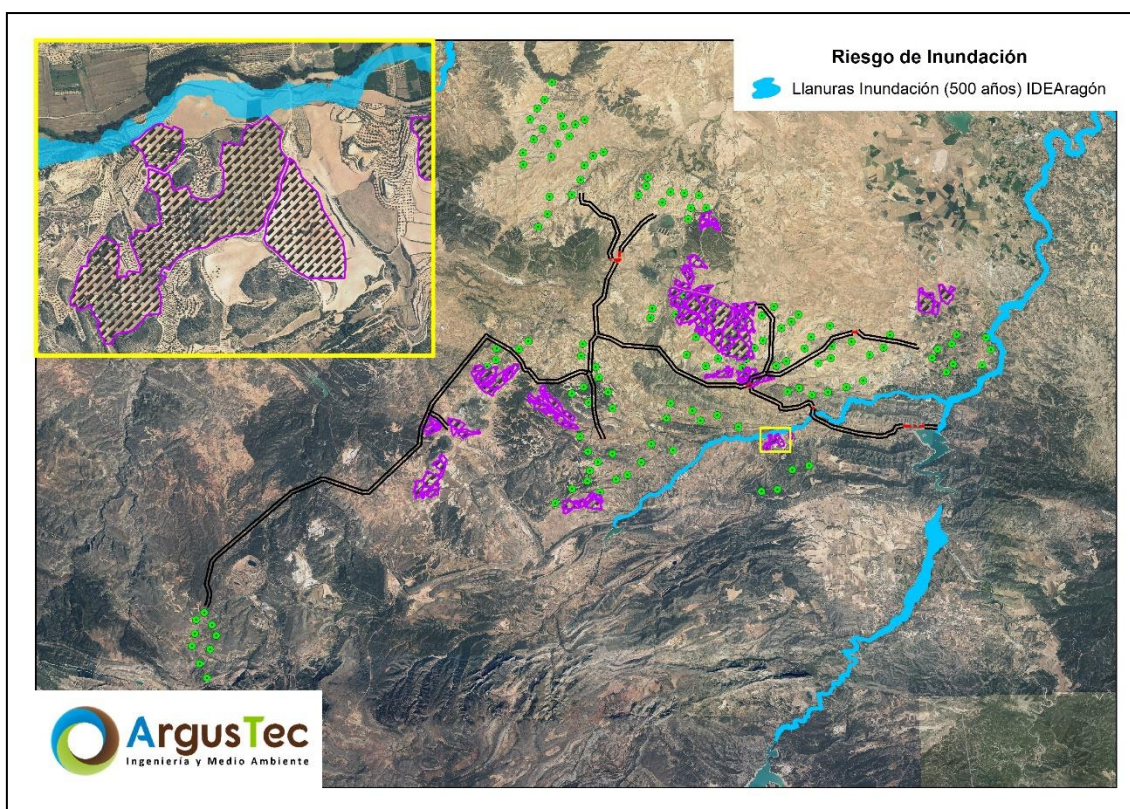 Riesgo de Inundación
Llanuras Inundación (500 años) IDEAragón
ArgusTec
Ingeniería y Medio Ambiente